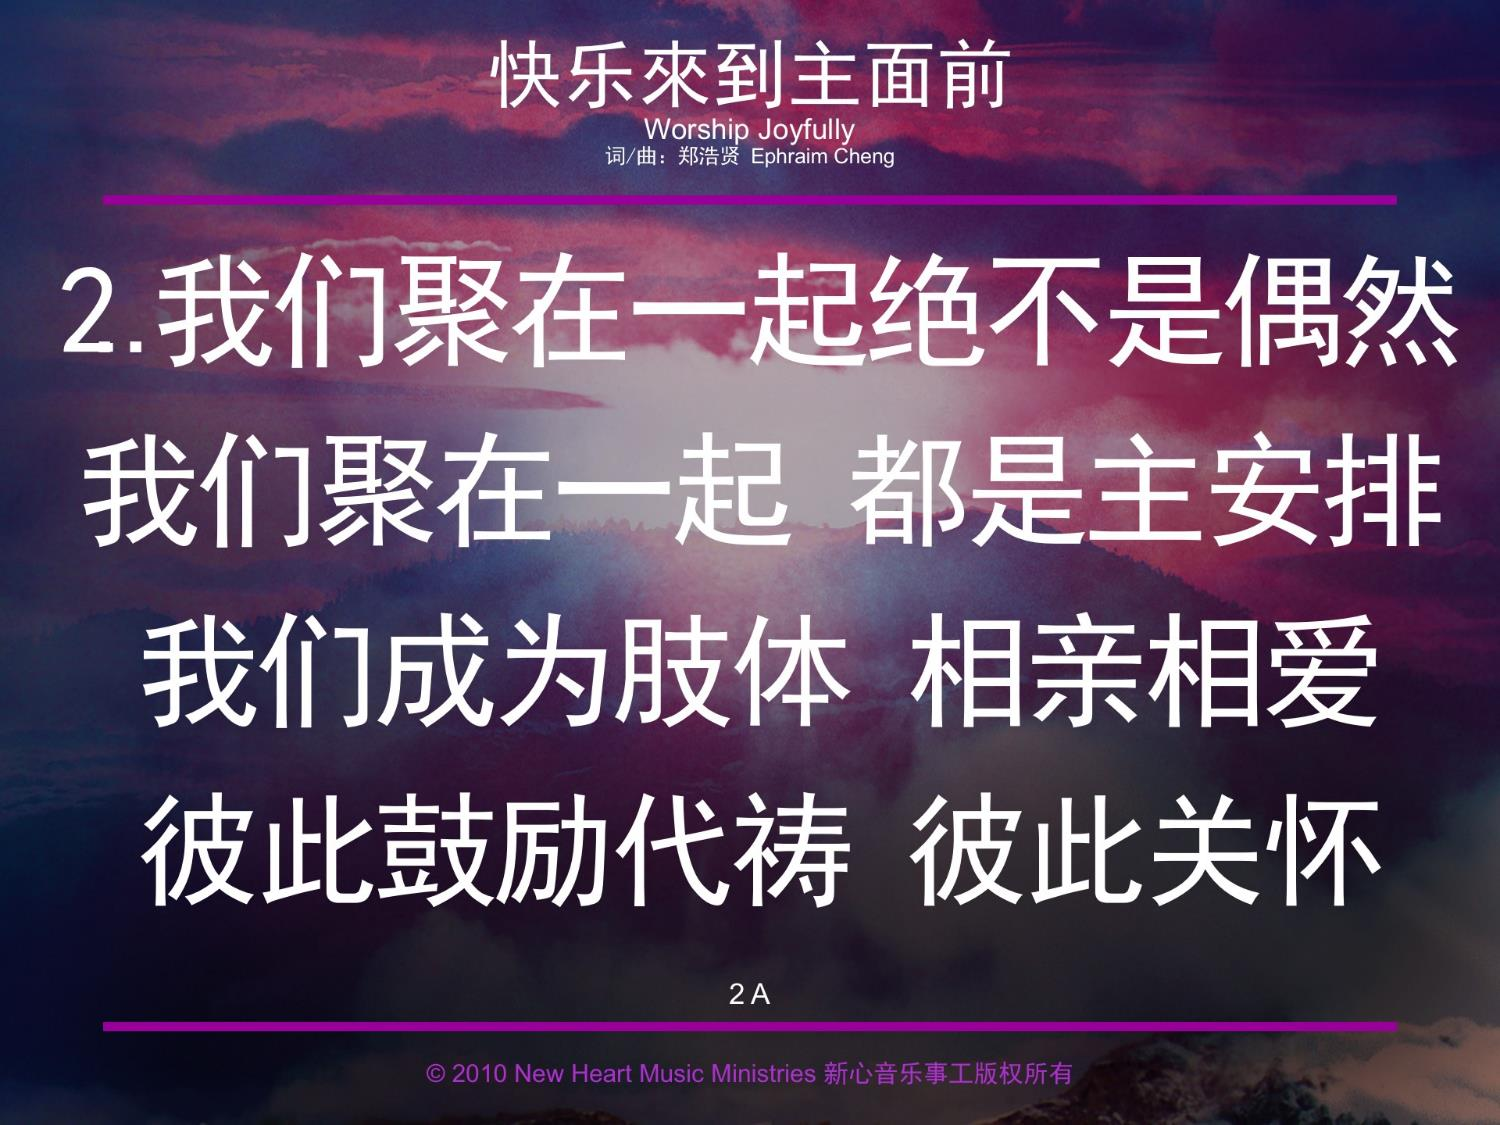 快乐來到主面前
Worship Joyfully
词/曲：郑浩贤 Ephraim Cheng
2.我们聚在一起绝不是偶然
我们聚在一起 都是主安排
我们成为肢体 相亲相爱
彼此鼓励代祷 彼此关怀
2 A
© 2010 New Heart Music Ministries 新心音乐事工版权所有